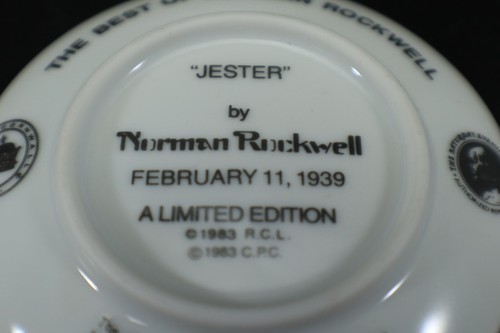 THE BEST OF ROCKWELL
"JESTER"
by
Norman Rockwell
FEBRUARY 11, 1939
A LIMITED EDITION
© 1983 R.C.L.
© 1983 C.P.C.